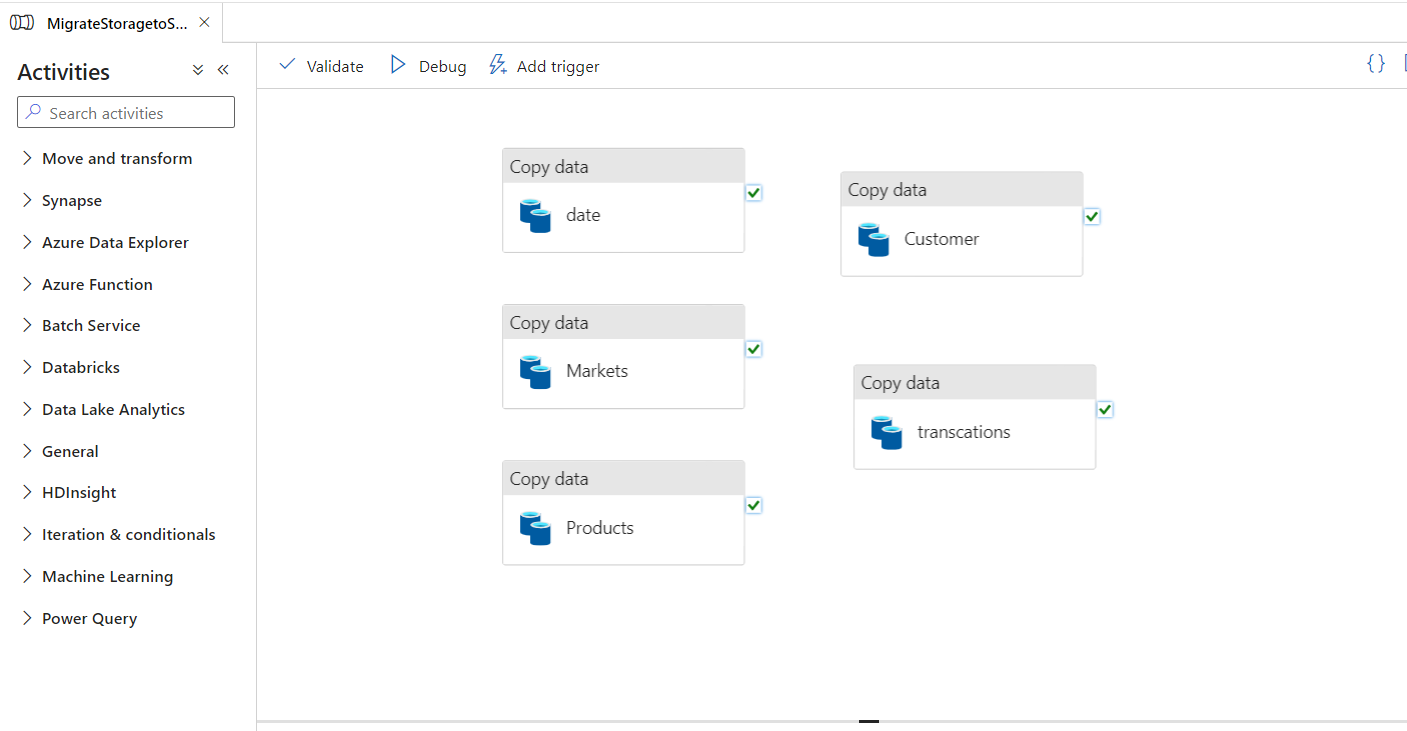 MigrateStoragetoS...
Activities
Search activities
Move and transform
Synapse
Azure Data Explorer
Azure Function
Batch Service
Databricks
Data Lake Analytics
General
HDInsight
Iteration & conditionals
Machine Learning
Power Query
Validate
Debug
Add trigger
{}
Copy data
date
Copy data
Markets
Copy data
Products
Copy data
Customer
Copy data
transcations